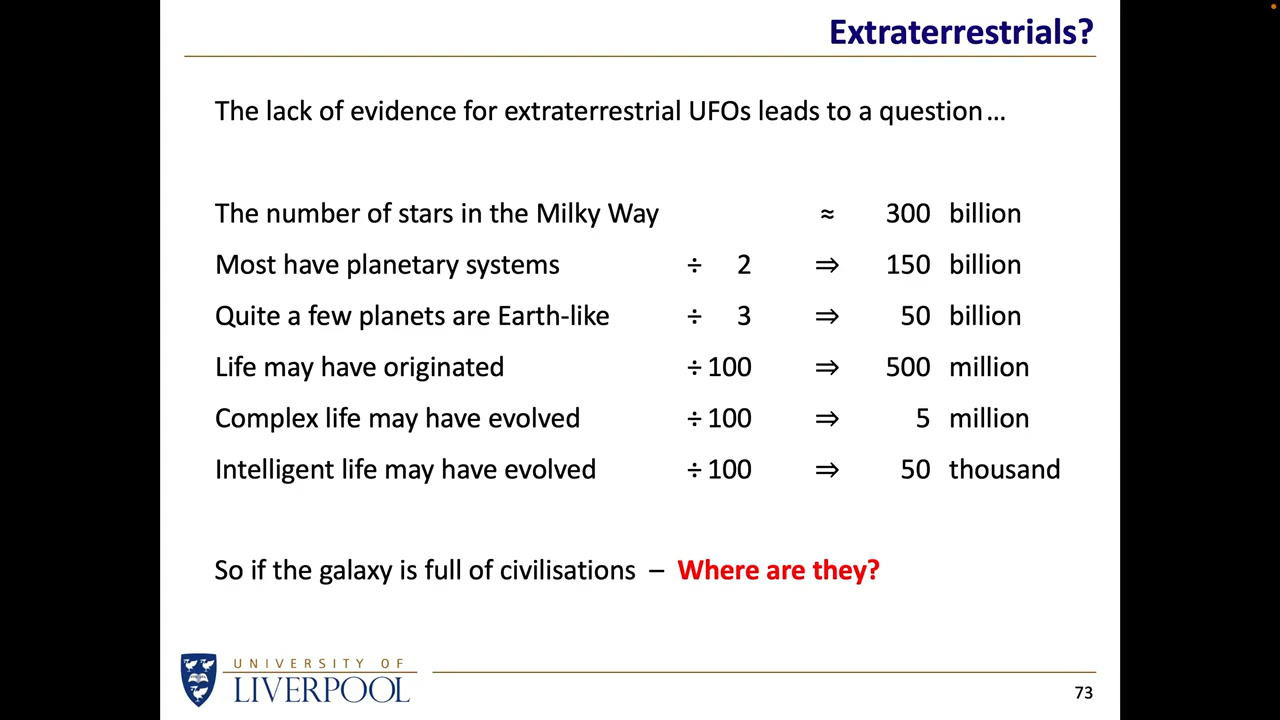 Extraterrestrials?
The lack of evidence for extraterrestrial UFOs leads to a question…
The number of stars in the Milky Way ≈ 300 billion
Most have planetary systems ÷ 2 ⇒ 150 billion
Quite a few planets are Earth-like ÷ 3 ⇒ 50 billion
Life may have originated ÷ 100 ⇒ 500 million
Complex life may have evolved ÷ 100 ⇒ 5 million
Intelligent life may have evolved ÷ 100 ⇒ 50 thousand
So if the galaxy is full of civilisations – Where are they?
UNIVERSITY OF
LIVERPOOL
73